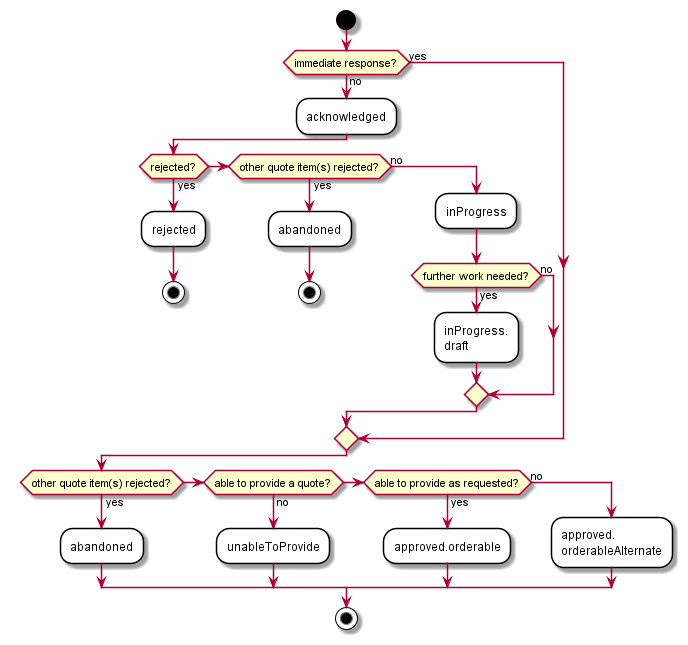 immediate response?
yes
no
acknowledged
rejected?
other quote item(s) rejected?
no
yes
yes
rejected
abandoned
inProgress
further work needed?
no
yes
inProgress.
draft
other quote item(s) rejected?
able to provide a quote?
able to provide as requested?
no
yes
no
yes
abandoned
unableToProvide
approved.orderable
approved.
orderableAlternate